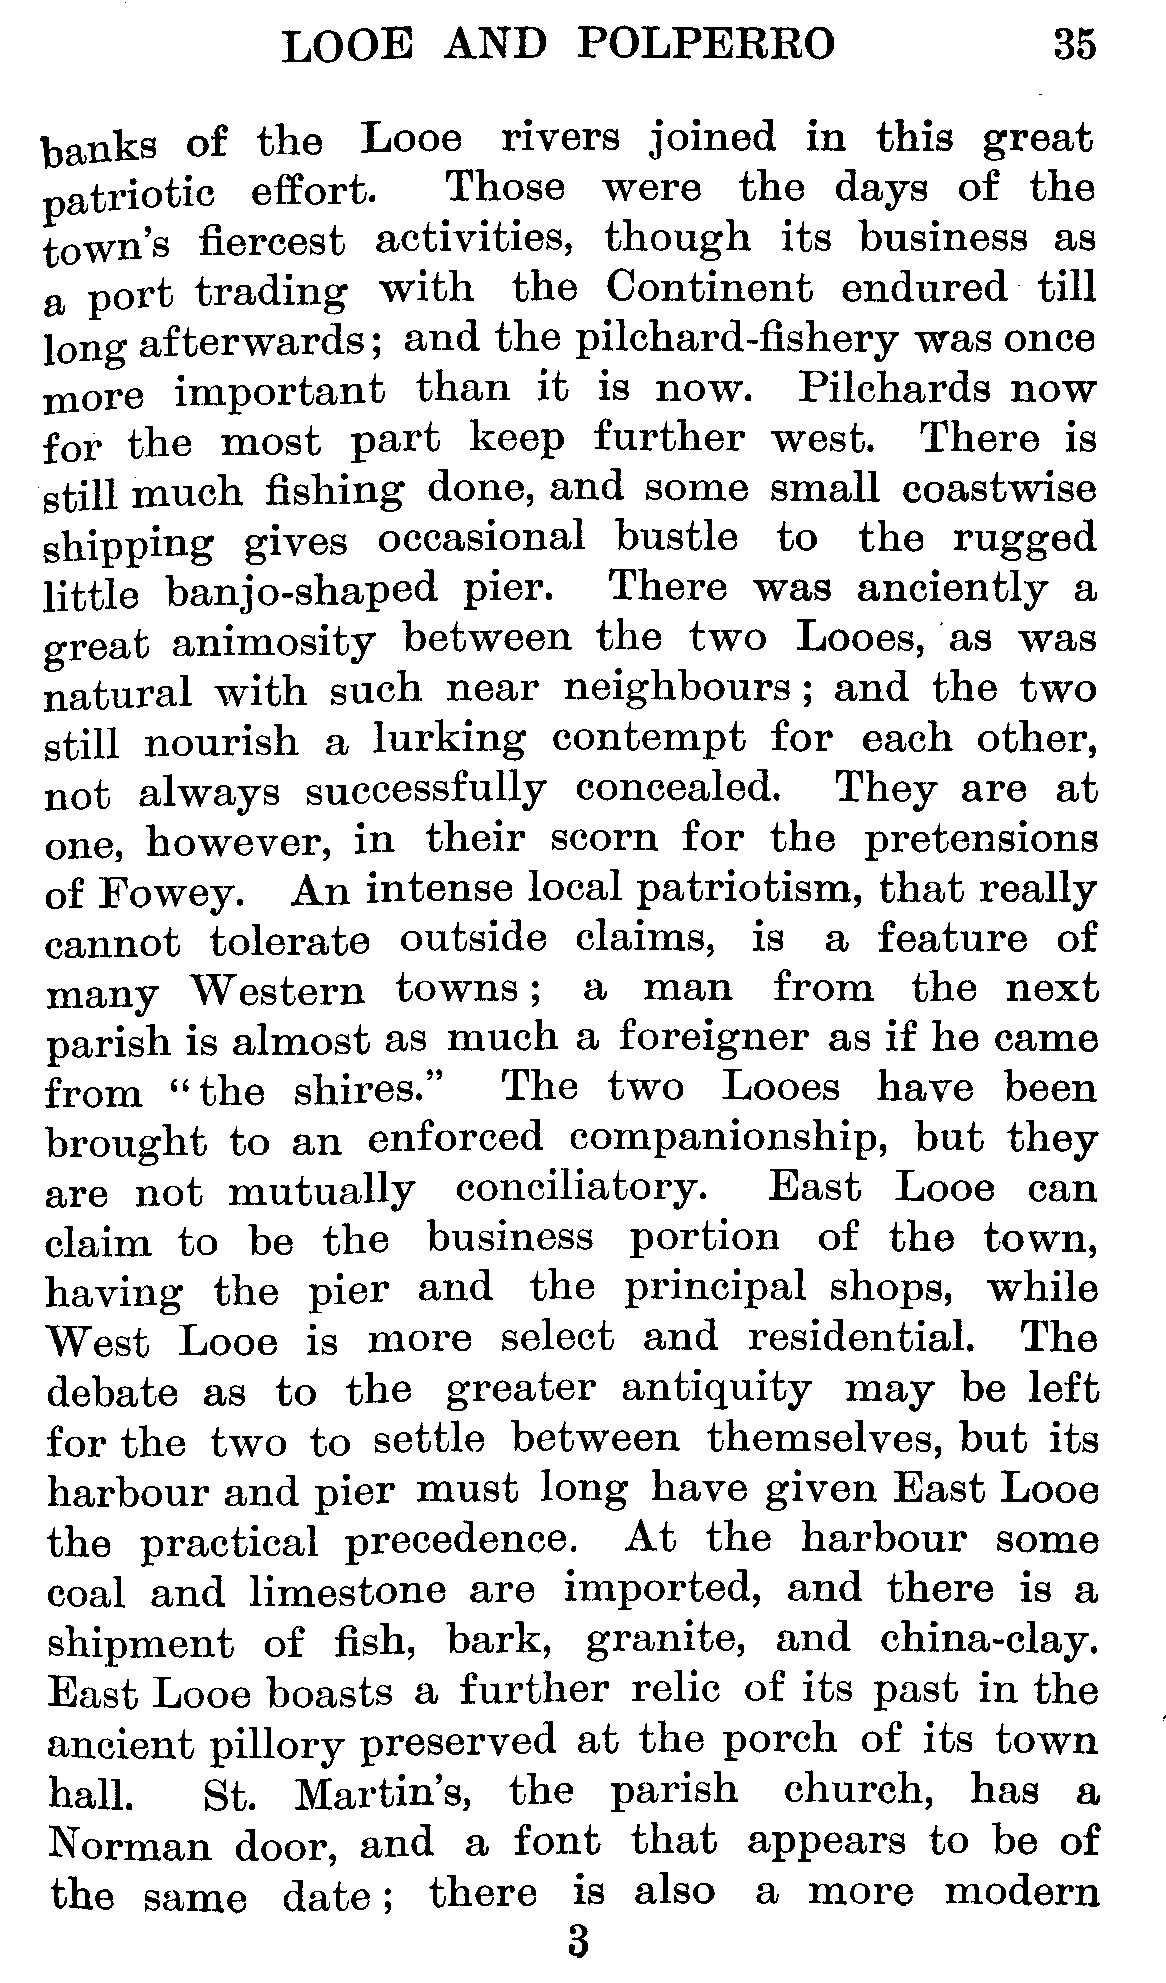 LOOE AND POLPERRO 35
banks of the Looe rivers joined in this great
patriotic effort. Those were the days of the
town's fiercest activities, though its business as
a port trading with the Continent endured till
long afterwards; and the pilchard-fishery was once
more important than it is now. Pilchards now
for the most part keep further west. There is
still much fishing done, and some small coastwise
shipping gives occasional bustle to the rugged
little banjo-shaped pier. There was anciently a
great animosity between the two Looes, as was
natural with such near neighbours; and the two
still nourish a lurking contempt for each other,
not always successfully concealed. They are at
one, however, in their scorn for the pretensions
of Fowey. An intense local patriotism, that really
cannot tolerate outside claims, is a feature of
many Western towns; a man from the next
parish is almost as much a foreigner as if he came
from "the shires." The two Looes have been
brought to an enforced companionship, but they
are not mutually conciliatory. East Looe can
claim to be the business portion of the town,
having the pier and the principal shops, while
West Looe is more select and residential. The
debate as to the greater antiquity may be left
for the two to settle between themselves, but its
harbour and pier must long have given East Looe
the practical precedence. At the harbour some
coal and limestone are imported, and there is a
shipment of fish, bark, granite, and china-clay.
East Looe boasts a further relic of its past in the
ancient pillory preserved at the porch of its town
hall. St. Martin's, the parish church, has a
Norman door, and a font that appears to be of
the same date; there is also a more modern
3